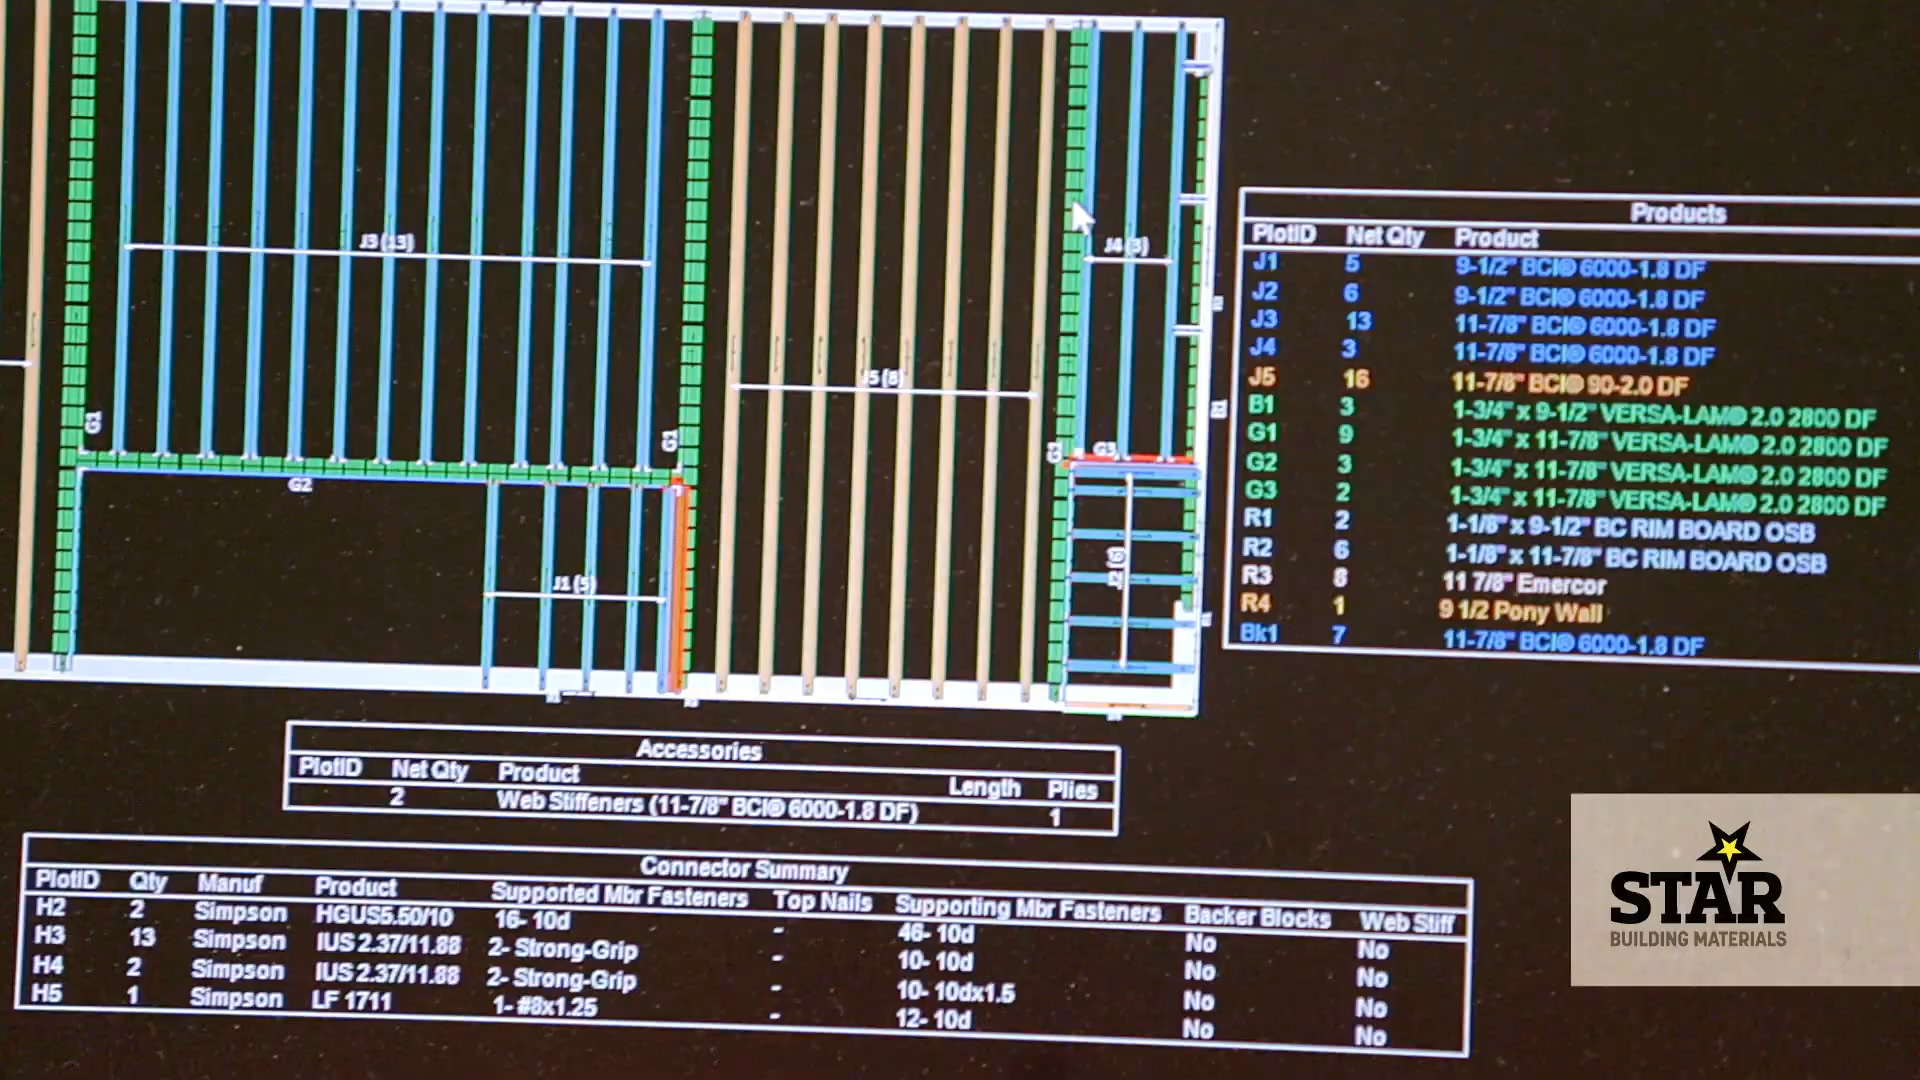 J3 (13)
J4 (3)
J5 (8)
G1
G1
G3
G2
J1 (5)
Products
PlotID Net Qty Product
J1 5 9-1/2" BCI® 6000-1.8 DF
J2 6 9-1/2" BCI® 6000-1.8 DF
J3 13 11-7/8" BCI® 6000-1.8 DF
J4 3 11-7/8" BCI® 6000-1.8 DF
J5 16 11-7/8" BCI® 90-2.0 DF
B1 3 1-3/4" x 9-1/2" VERSA-LAM® 2.0 2800 DF
G1 9 1-3/4" x 11-7/8" VERSA-LAM® 2.0 2800 DF
G2 3 1-3/4" x 11-7/8" VERSA-LAM® 2.0 2800 DF
G3 2 1-3/4" x 11-7/8" VERSA-LAM® 2.0 2800 DF
R1 2 1-1/8" x 9-1/2" BC RIM BOARD OSB
R2 6 1-1/8" x 11-7/8" BC RIM BOARD OSB
R3 8 11 7/8" Emercor
R4 1 9 1/2 Pony Wall
Bk1 7 11-7/8" BCI® 6000-1.8 DF
Accessories
PlotID Net Qty Product Length Plies
2 Web Stiffeners (11-7/8" BCI® 6000-1.8 DF) 1
Connector Summary
PlotID Qty Manuf Product Supported Mbr Fasteners Top Nails Supporting Mbr Fasteners Backer Blocks Web Stiff
H2 2 Simpson HGUS5.50/10 16- 10d - 46- 10d No No
H3 13 Simpson IUS 2.37/11.88 2- Strong-Grip - 10- 10d No No
H4 2 Simpson IUS 2.37/11.88 2- Strong-Grip - 10- 10dx1.5 No No
H5 1 Simpson LF 1711 1- #8x1.25 - 12- 10d No No
STAR
BUILDING MATERIALS